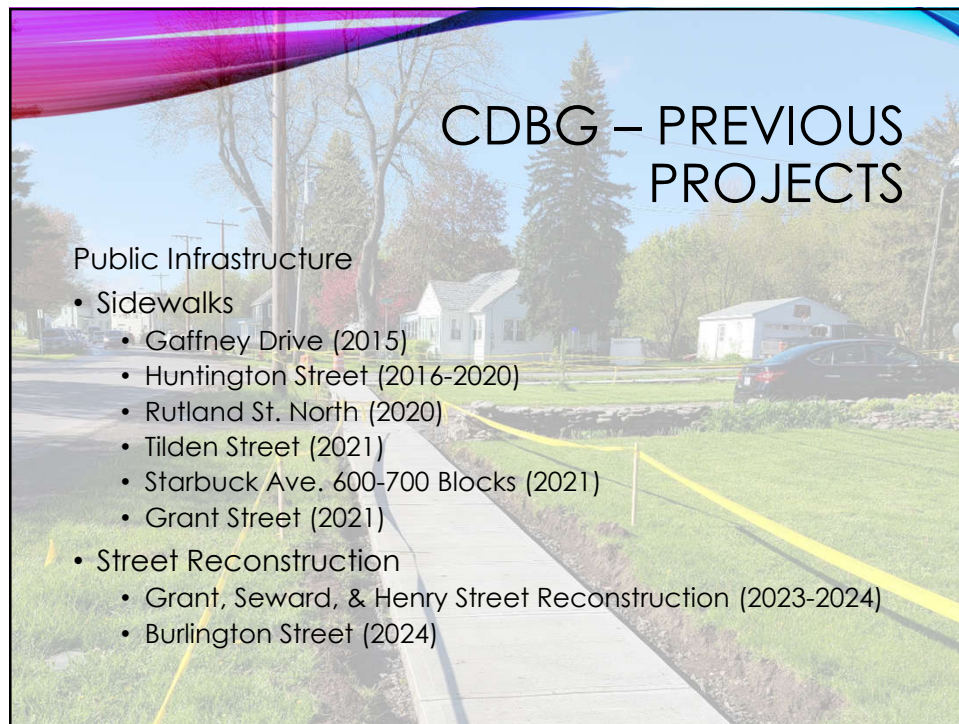 CDBG – PREVIOUS
PROJECTS
Public Infrastructure
• Sidewalks
• Gaffney Drive (2015)
• Huntington Street (2016-2020)
• Rutland St. North (2020)
• Tilden Street (2021)
• Starbuck Ave. 600-700 Blocks (2021)
• Grant Street (2021)
• Street Reconstruction
• Grant, Seward, & Henry Street Reconstruction (2023-2024)
• Burlington Street (2024)